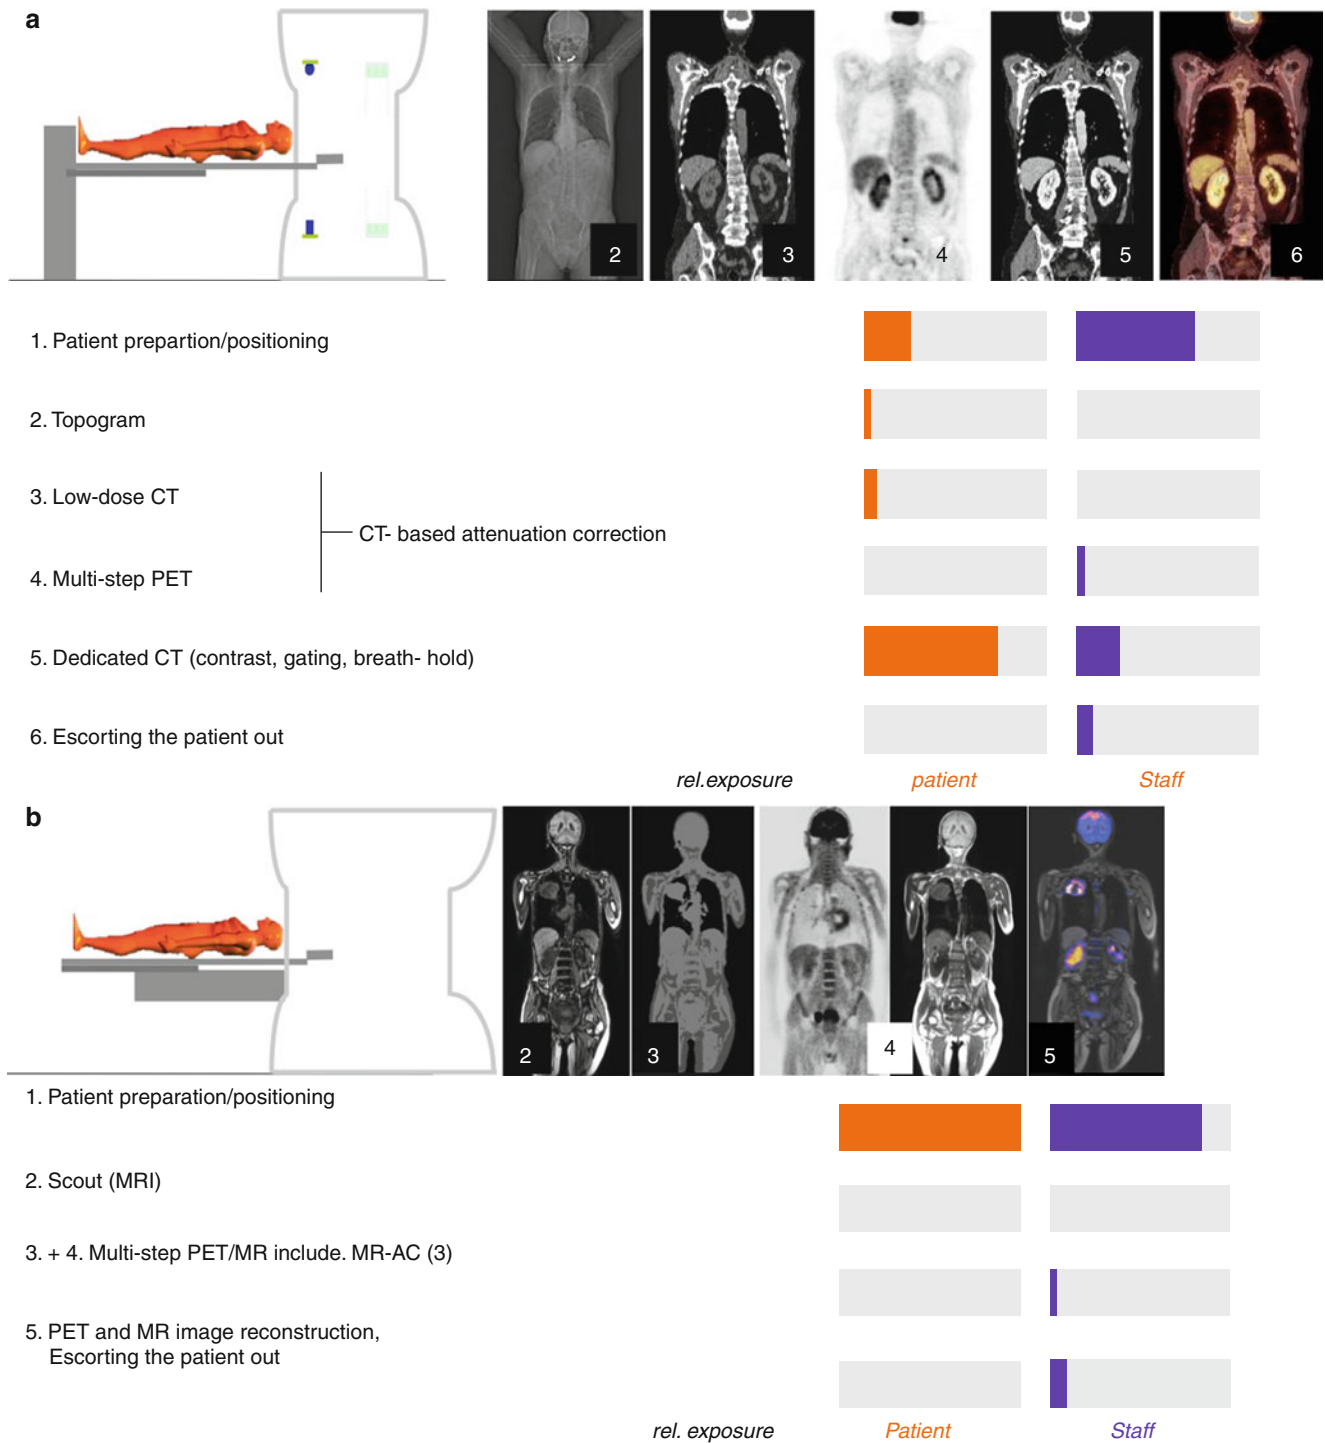 a
2
3
4
5
6
1. Patient prepartion/positioning
2. Topogram
3. Low-dose CT
CT- based attenuation correction
4. Multi-step PET
5. Dedicated CT (contrast, gating, breath- hold)
6. Escorting the patient out
rel.exposure patient Staff
b
2
3
4
5
1. Patient preparation/positioning
2. Scout (MRI)
3. + 4. Multi-step PET/MR include. MR-AC (3)
5. PET and MR image reconstruction,
Escorting the patient out
rel. exposure Patient Staff